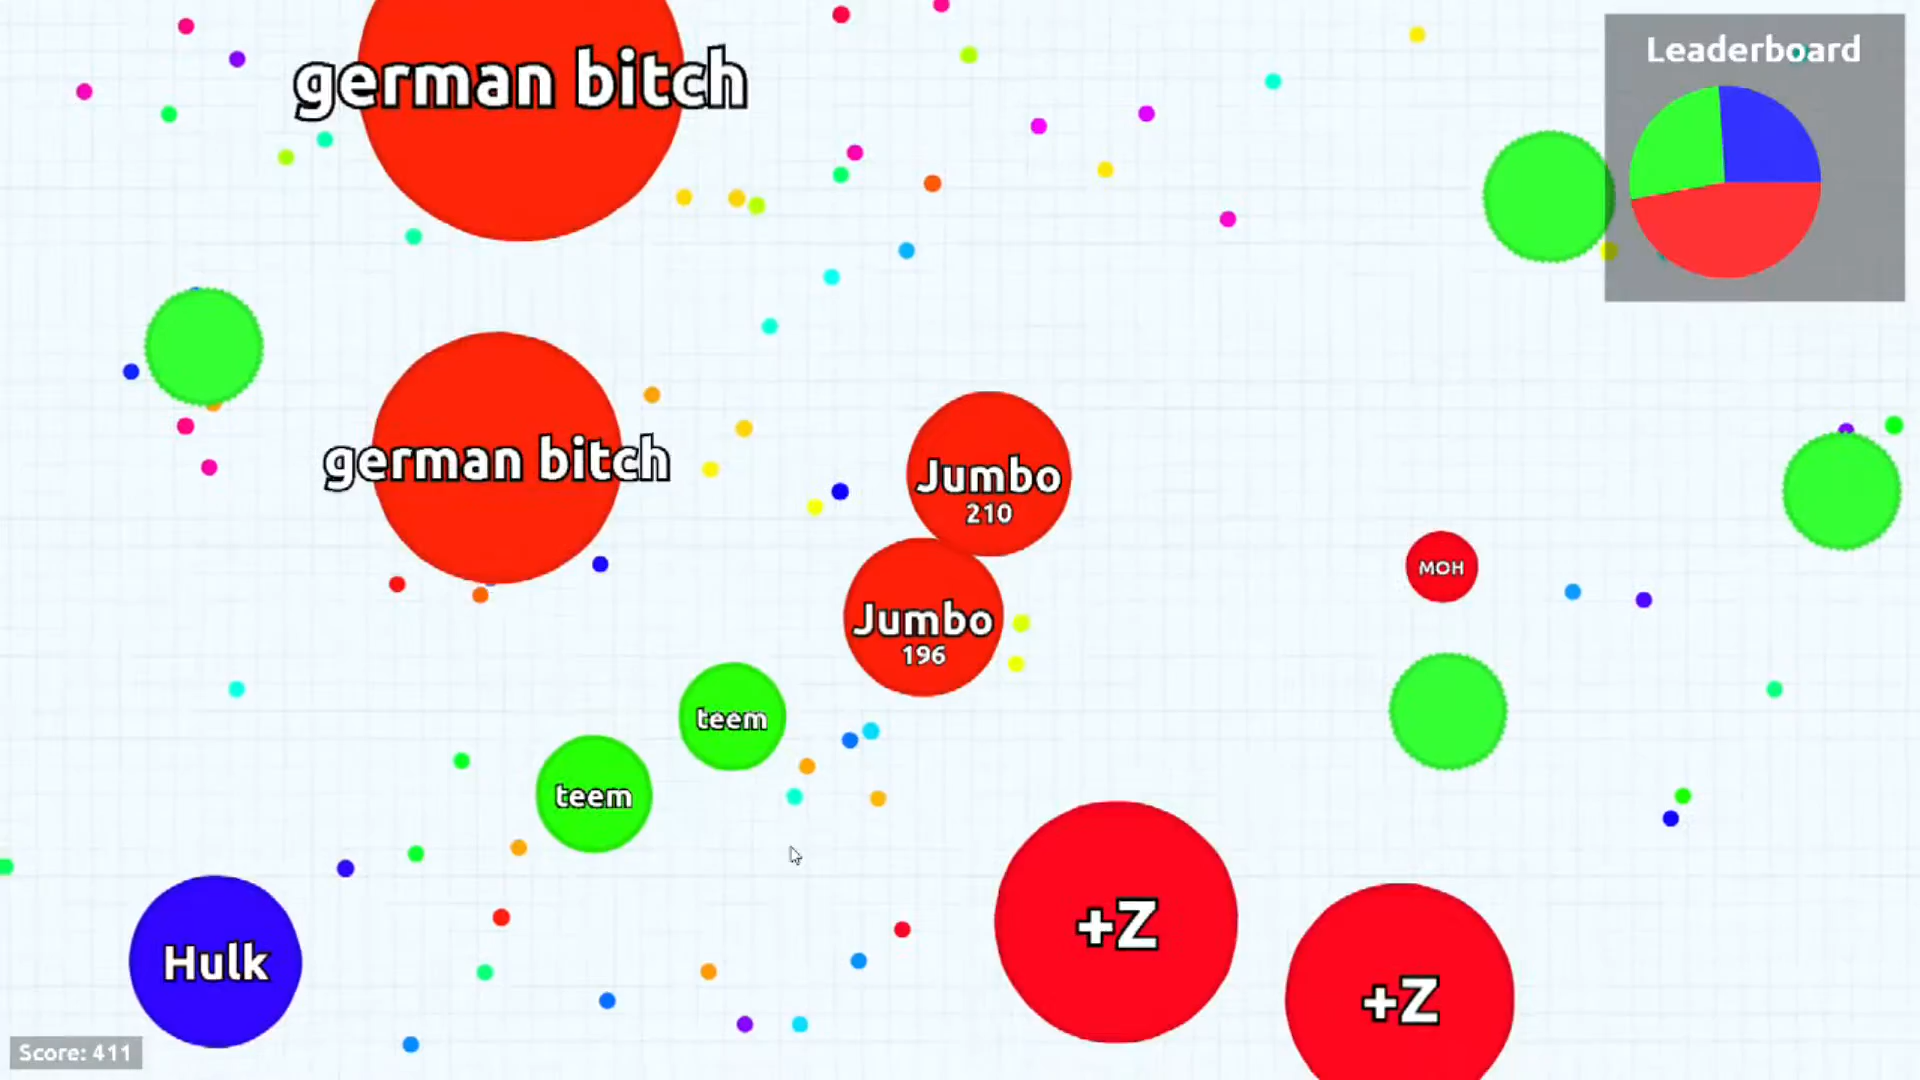 german bitch
Leaderboard
german bitch
Jumbo
210
Jumbo
196
MOH
teem
teem
+Z
Hulk
+Z
Score: 411